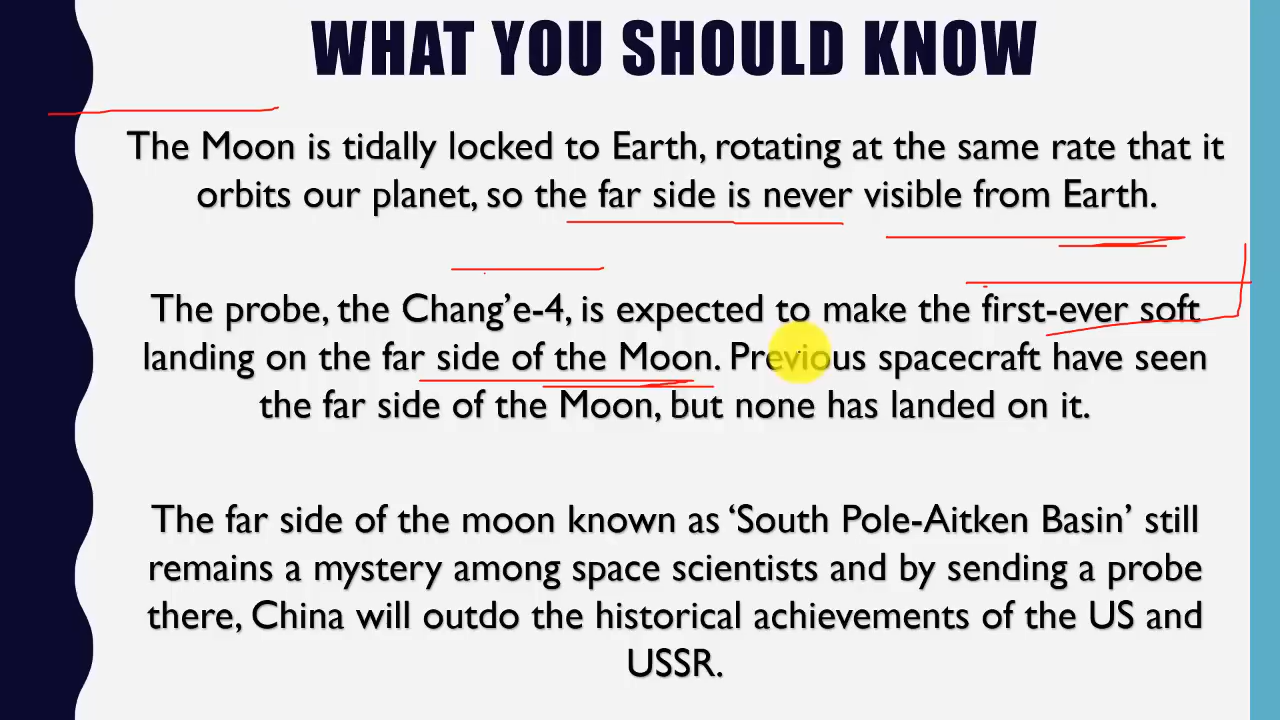 WHAT YOU SHOULD KNOW
The Moon is tidally locked to Earth, rotating at the same rate that it
orbits our planet, so the far side is never visible from Earth.
The probe, the Chang’e-4, is expected to make the first-ever soft
landing on the far side of the Moon. Previous spacecraft have seen
the far side of the Moon, but none has landed on it.
The far side of the moon known as ‘South Pole-Aitken Basin’ still
remains a mystery among space scientists and by sending a probe
there, China will outdo the historical achievements of the US and
USSR.